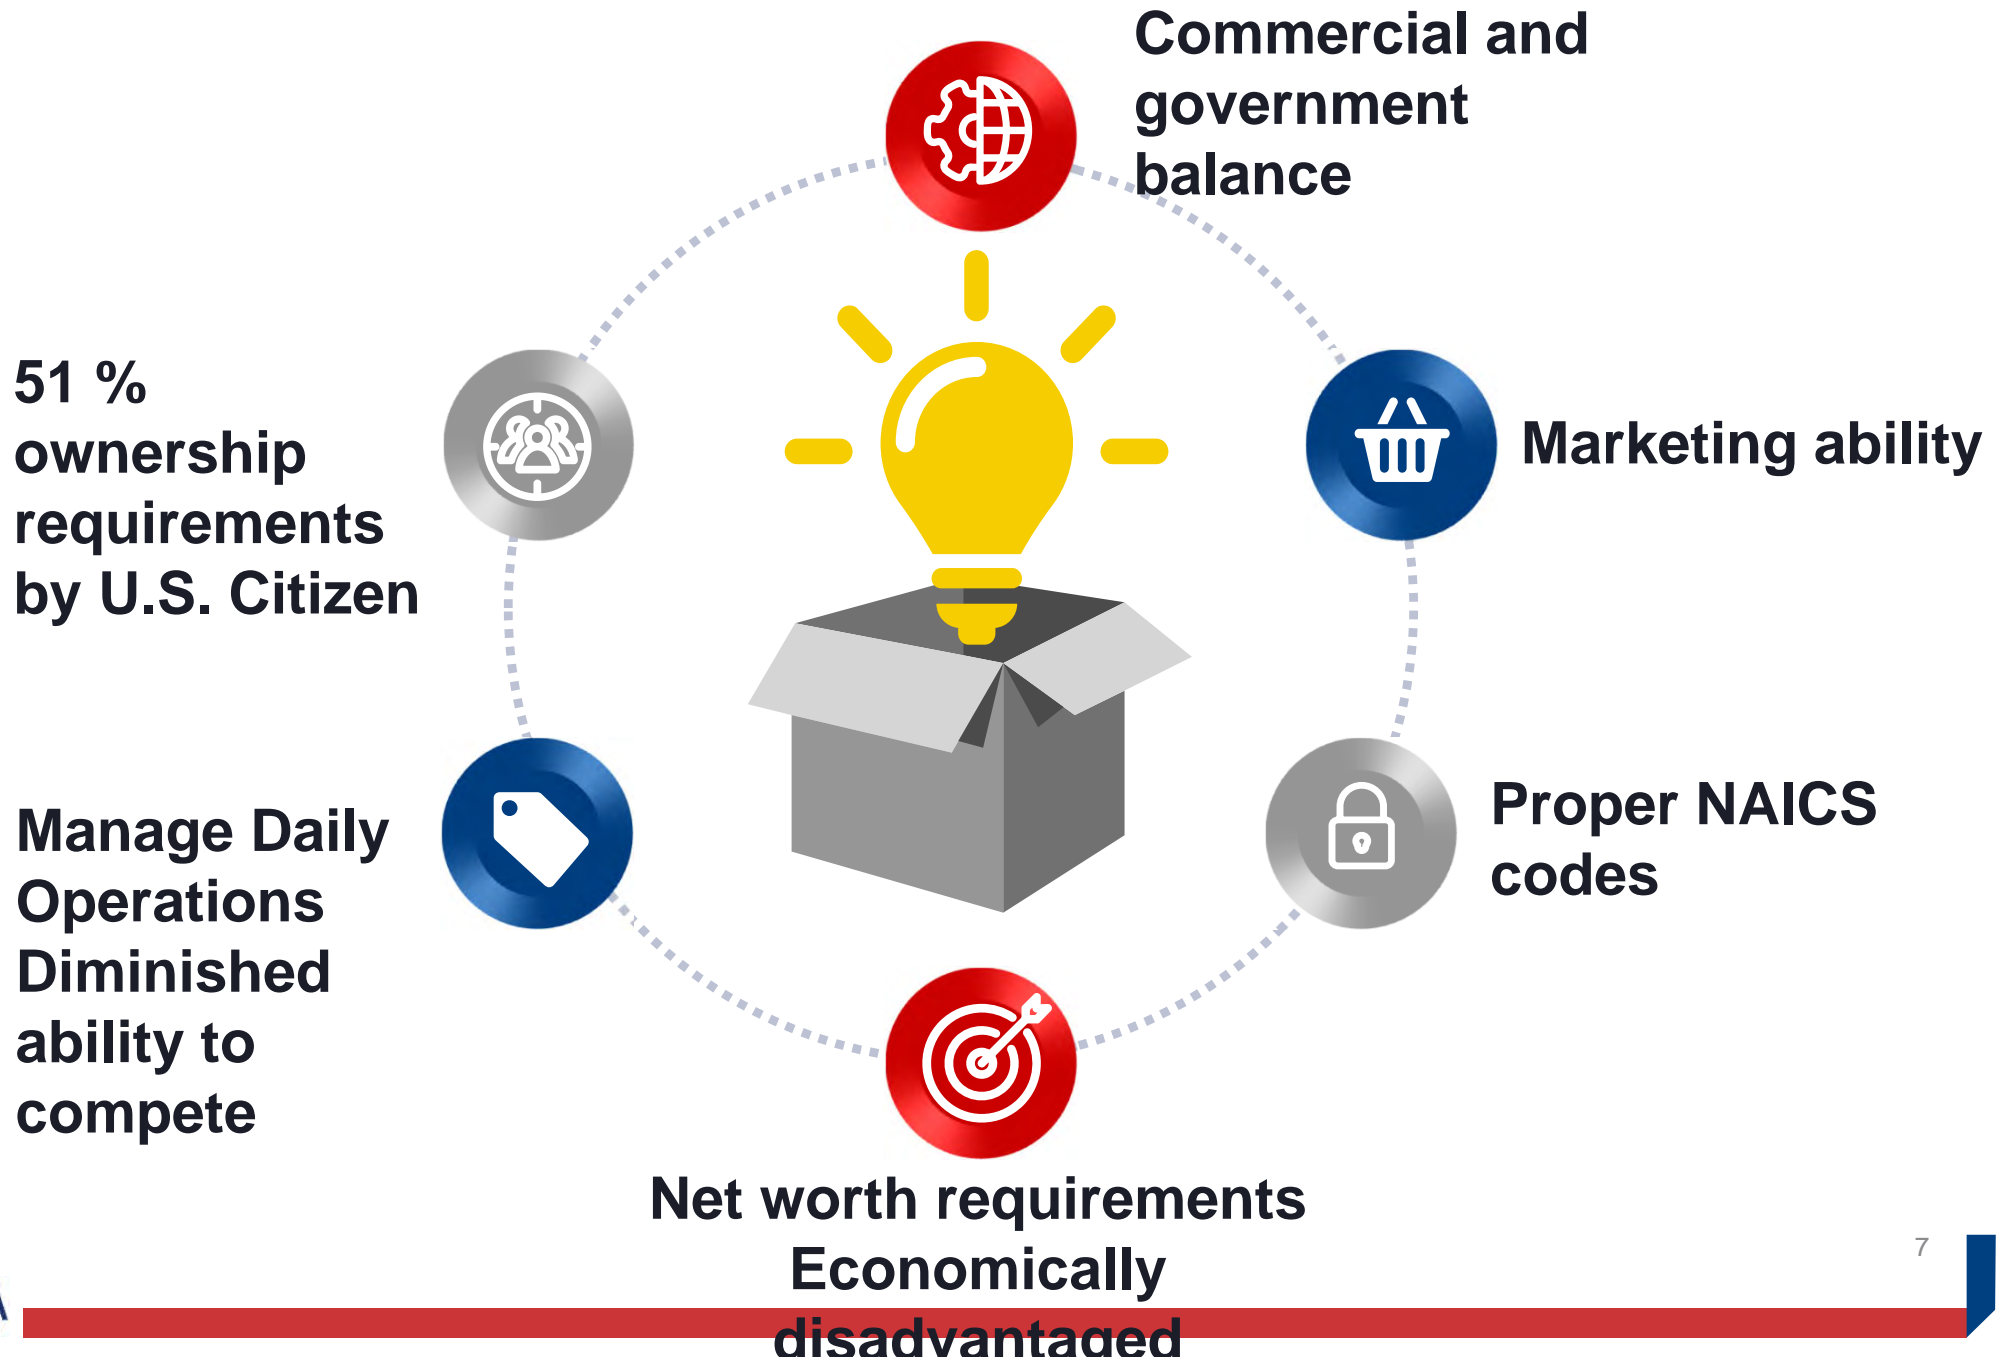 Commercial and
government
balance
51 %
ownership
requirements
by U.S. Citizen
Marketing ability
Manage Daily
Operations
Diminished
ability to
compete
Proper NAICS
codes
Net worth requirements
Economically
disadvantaged
7